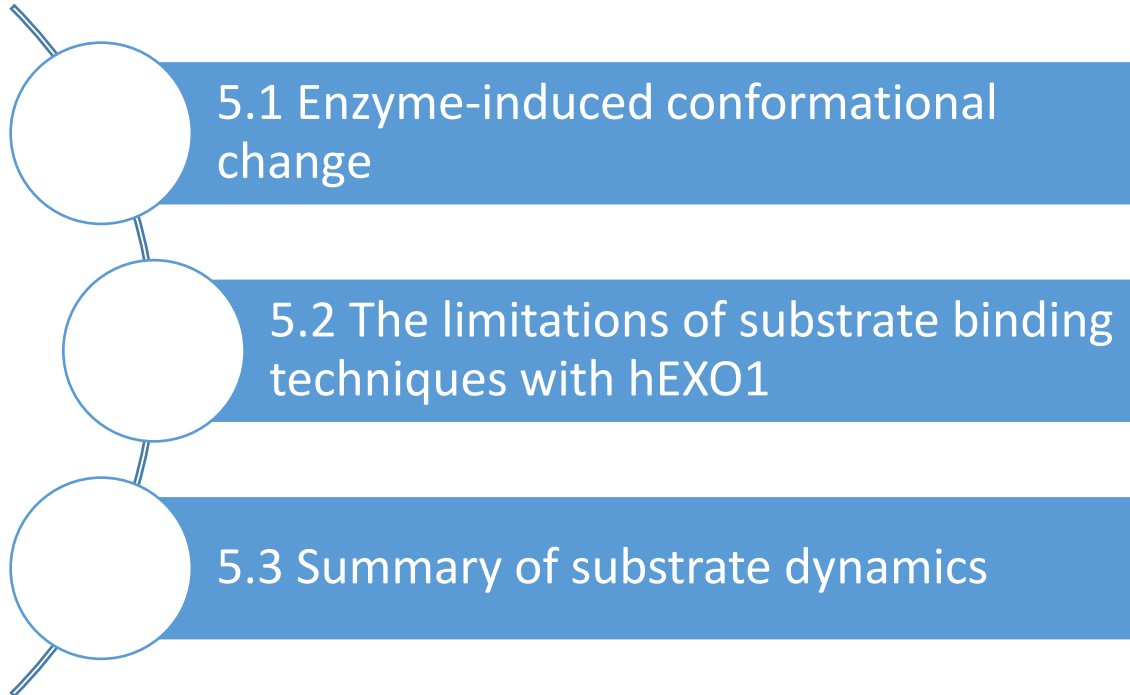 5.1 Enzyme-induced conformational
change
5.2 The limitations of substrate binding
techniques with hEXO1
5.3 Summary of substrate dynamics